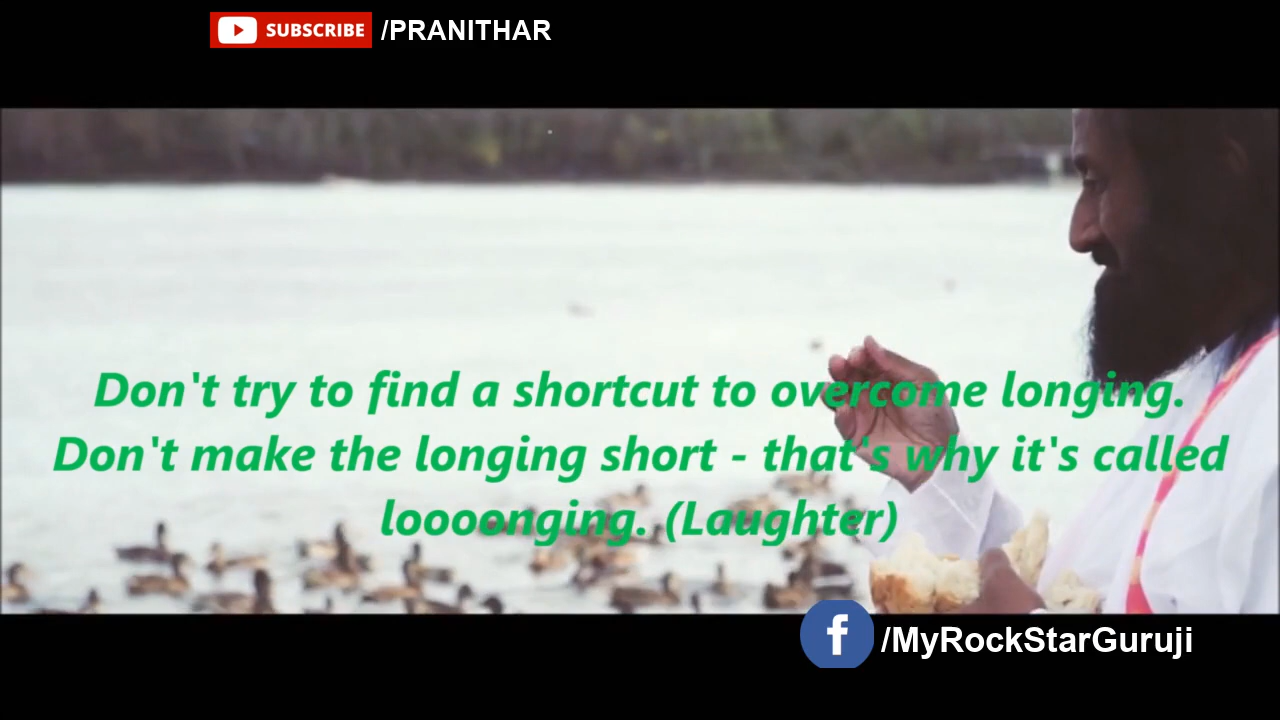 SUBSCRIBE /PRANITHAR
Don't try to find a shortcut to overcome longing.
Don't make the longing short - that's why it's called
loooonging. (Laughter)
f /MyRockStarGuruji